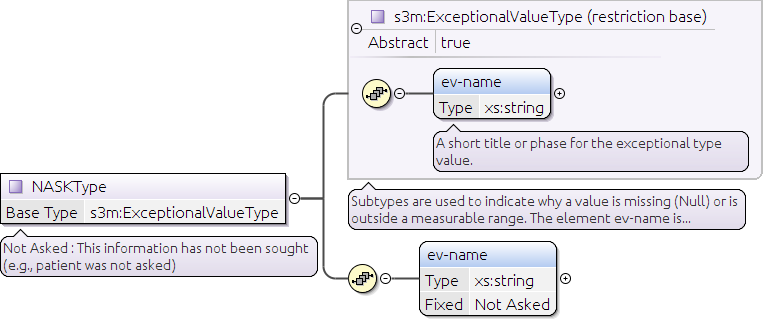 s3m:ExceptionalValueType (restriction base)
Abstract true
ev-name
Type xs:string
A short title or phase for the exceptional type
value.
NASKType
Base Type s3m:ExceptionalValueType
Not Asked : This information has not been sought
(e.g., patient was not asked)
Subtypes are used to indicate why a value is missing (Null) or is
outside a measurable range. The element ev-name is...
ev-name
Type xs:string
Fixed Not Asked